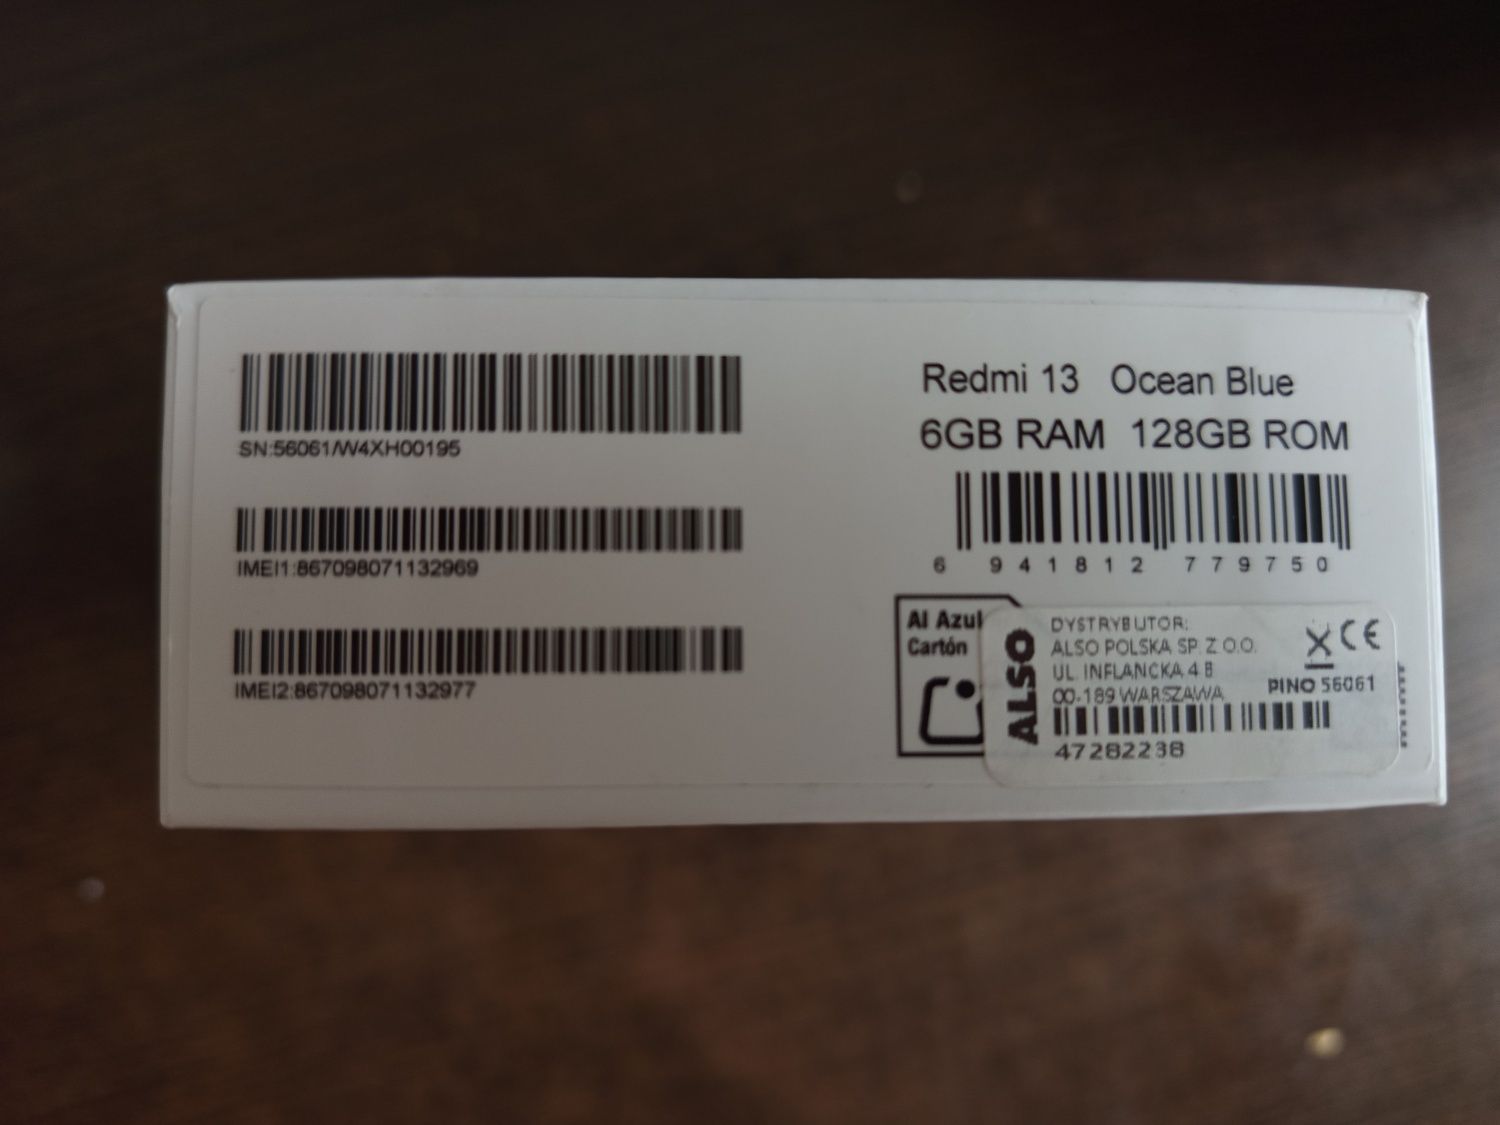 SN:56061/W4XH00195
IMEI1:867098071132969
IMEI2:867098071132977
Redmi 13 Ocean Blue
6GB RAM 128GB ROM
6 941812 779750
Al Azul
Cartón
ALSO
DYSTRYBUTOR:
ALSO POLSKA SP. Z O.O.
UL. INFLANCKA 4 B
00-189 WARSZAWA
CE
PINO 56061
47282238